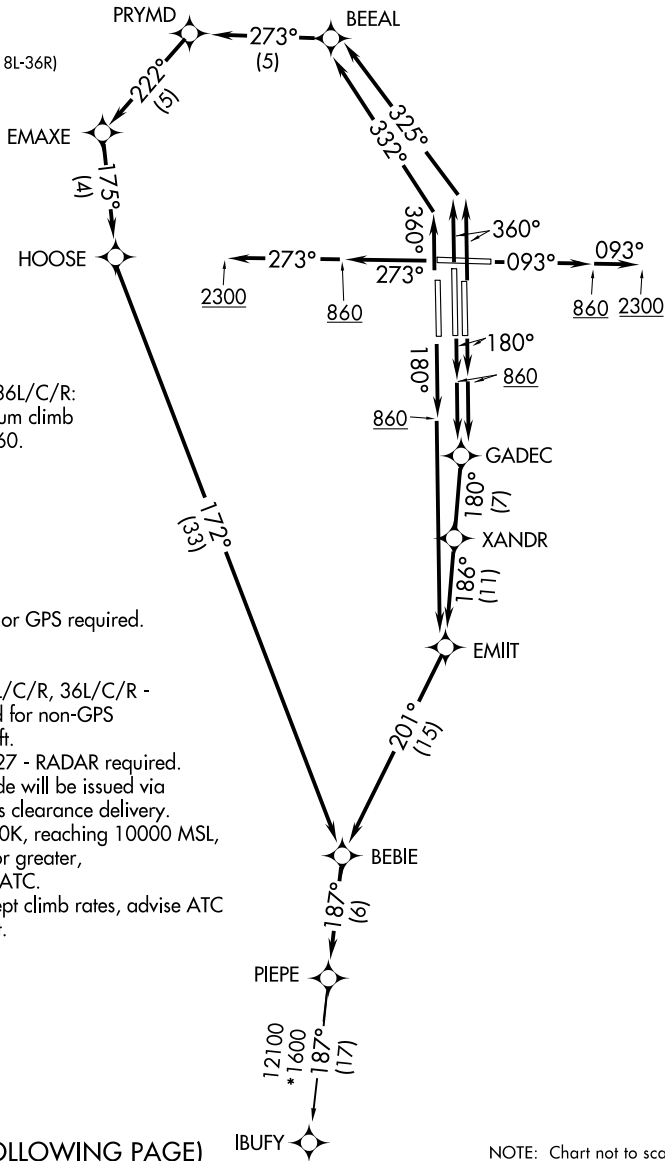 PRYMD
BEEAL
273°
(5)
8L-36R)
222°
(5)
EMAXE
325°
332°
175°
(4)
360°
360°
HOOSE
273°
273°
093°
093°
2300
860
860
2300
180°
180°
36L/C/R:
um climb
60.
860
860
GADEC
180°
(7)
172°
(33)
XANDR
186°
(11)
or GPS required.
EMIIT
L/C/R, 36L/C/R -
d for non-GPS
ft.
201°
(15)
27 - RADAR required.
de will be issued via
s clearance delivery.
0K, reaching 10000 MSL,
or greater,
ATC.
BEBIE
ept climb rates, advise ATC
t.
187°
(6)
PIEPE
12100
*1600
187°
(17)
OLLOWING PAGE)
IBUFY
NOTE: Chart not to sca